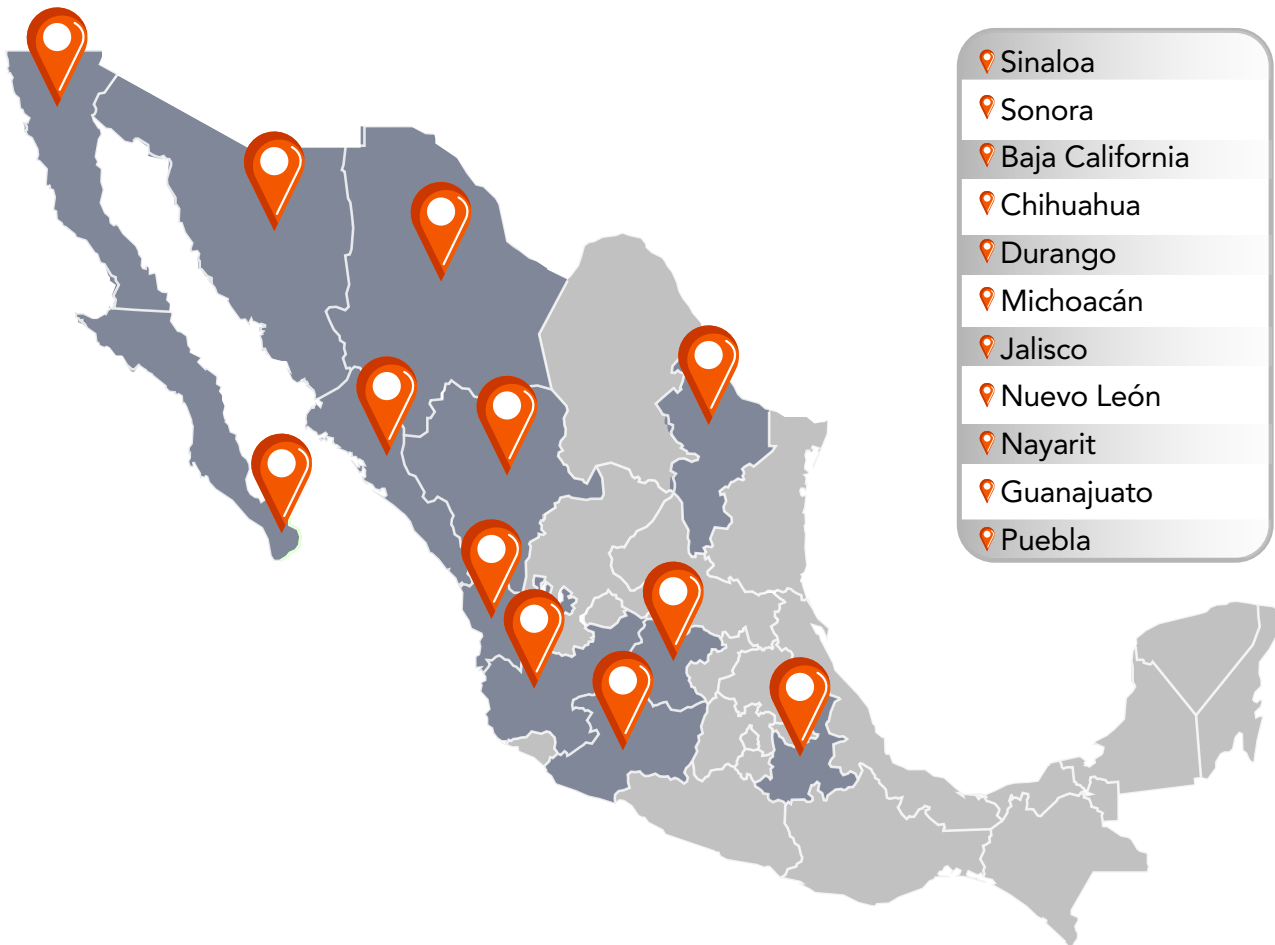 Sinaloa
Sonora
Baja California
Chihuahua
Durango
Michoacán
Jalisco
Nuevo León
Nayarit
Guanajuato
Puebla